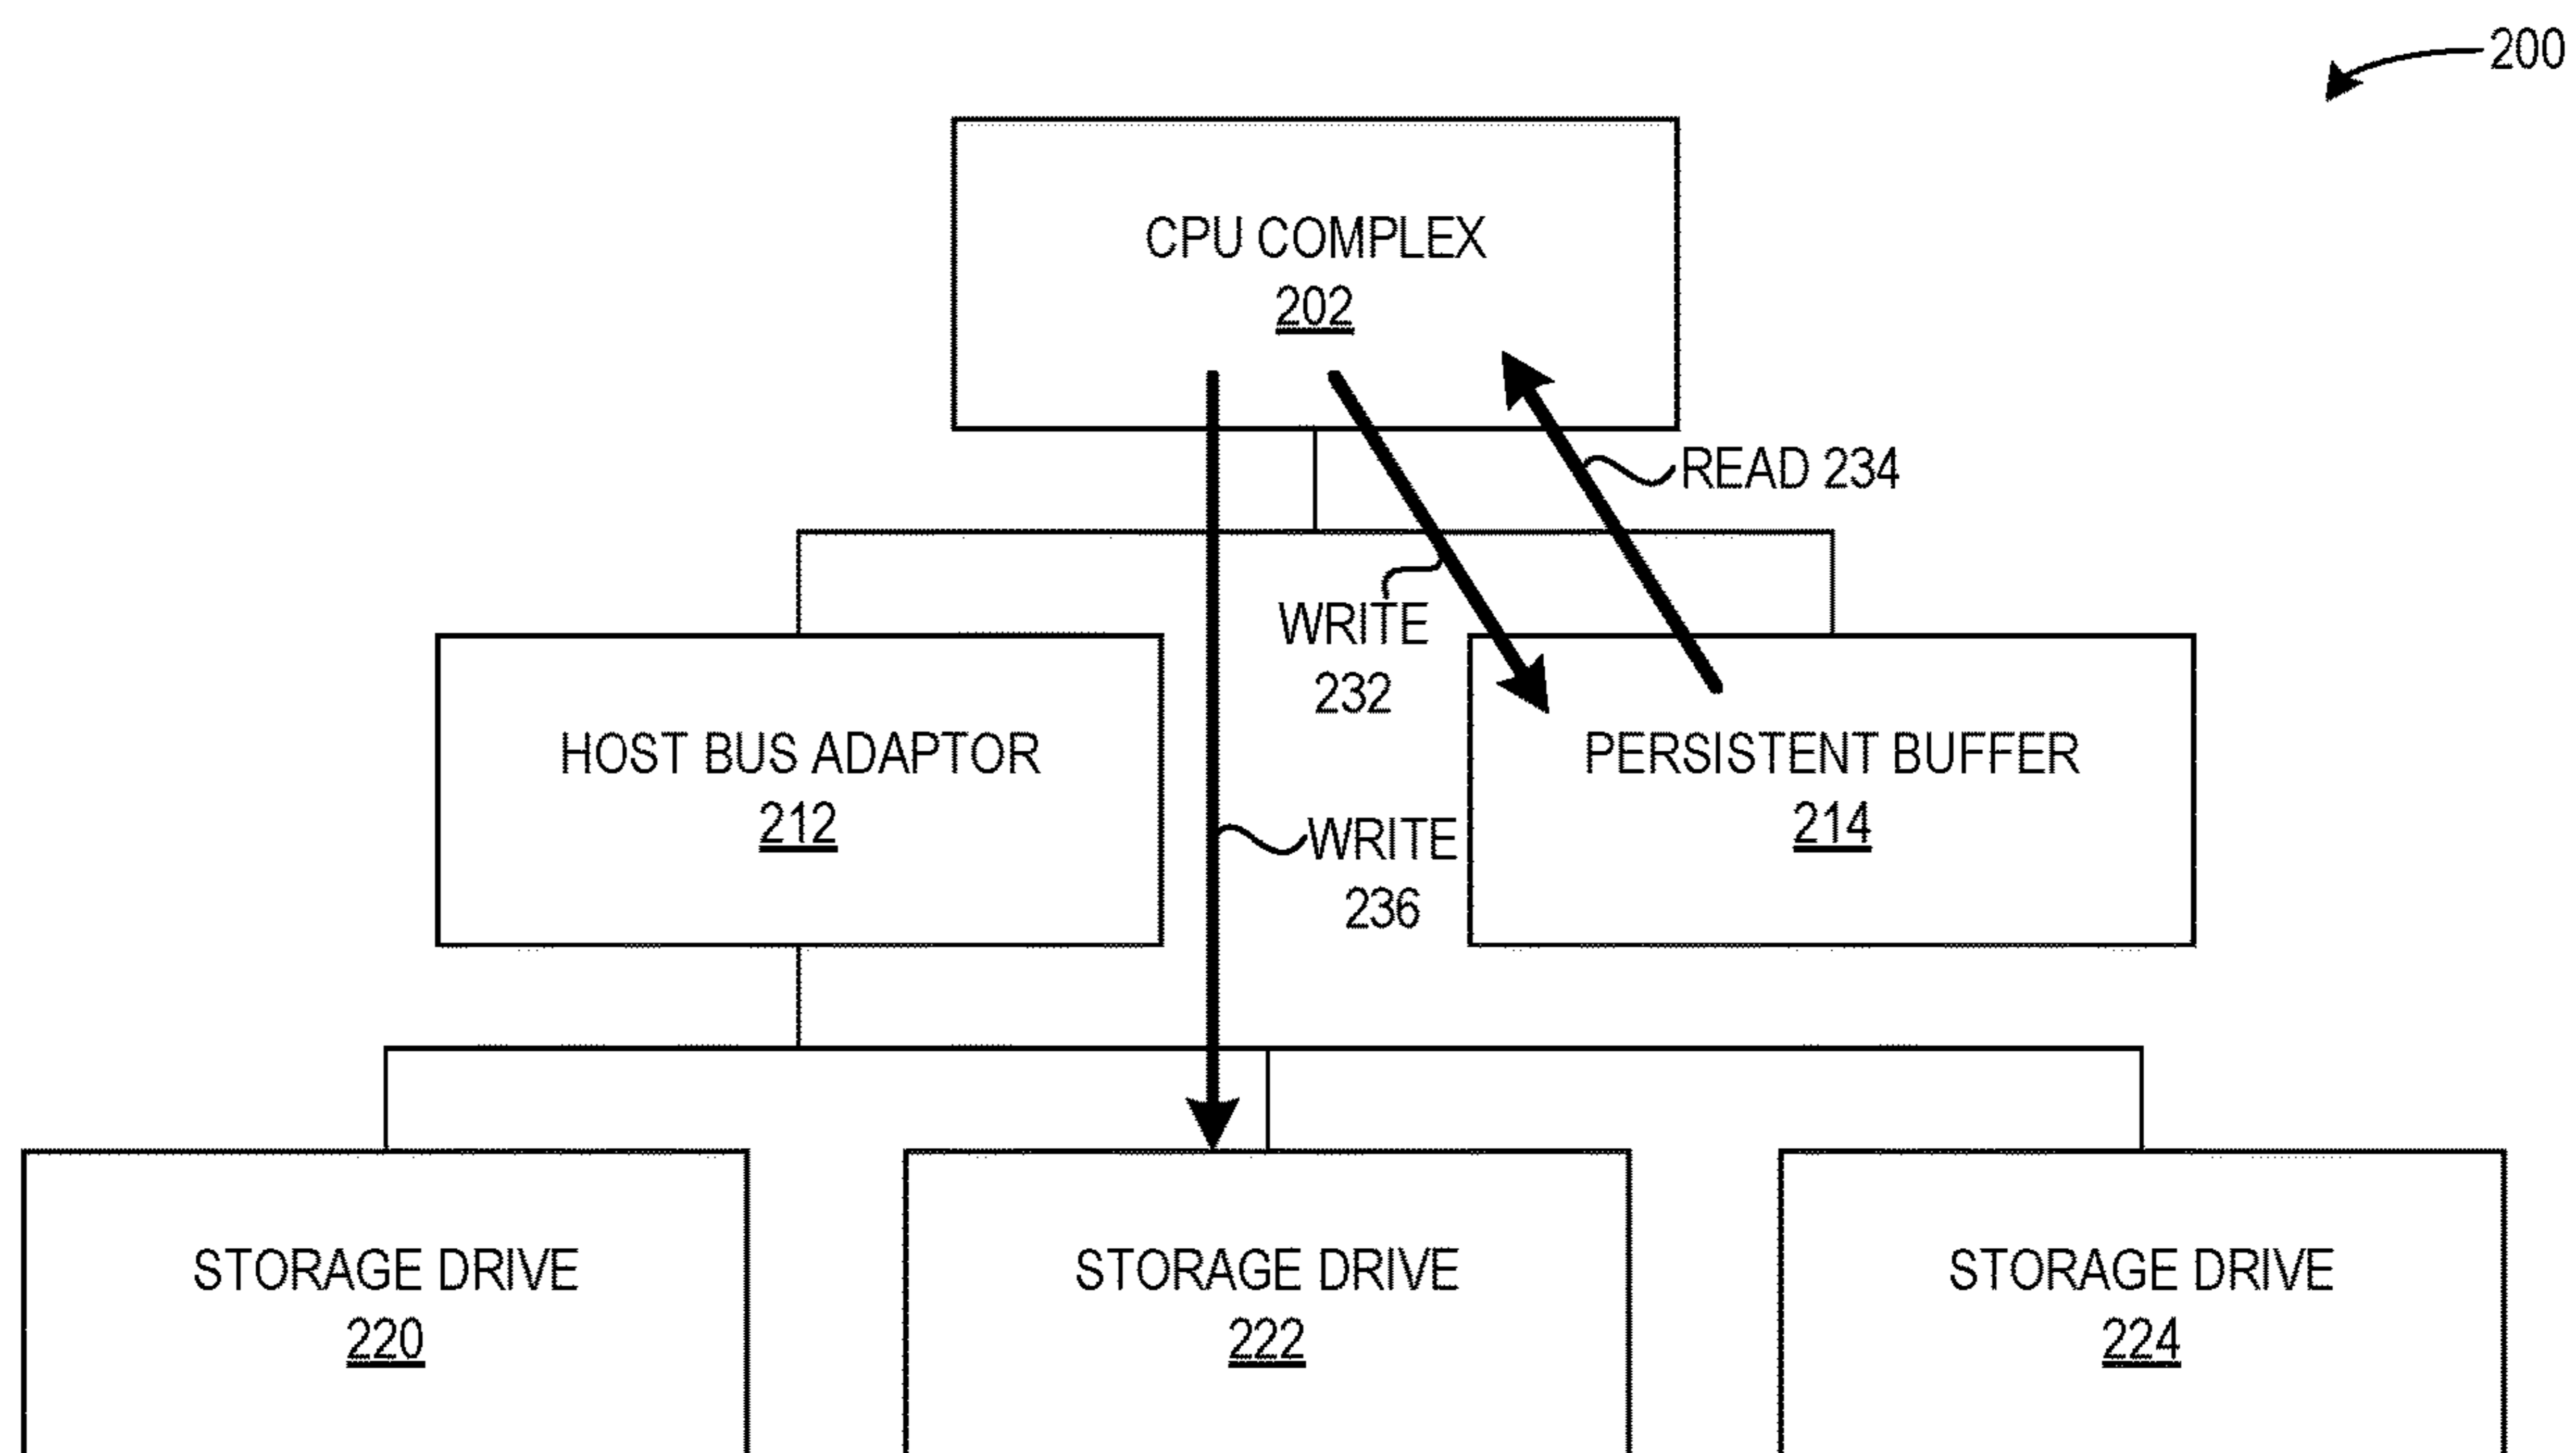 200
CPU COMPLEX
202
READ 234
WRITE
232
HOST BUS ADAPTOR
212
PERSISTENT BUFFER
214
WRITE
236
STORAGE DRIVE
220
STORAGE DRIVE
222
STORAGE DRIVE
224